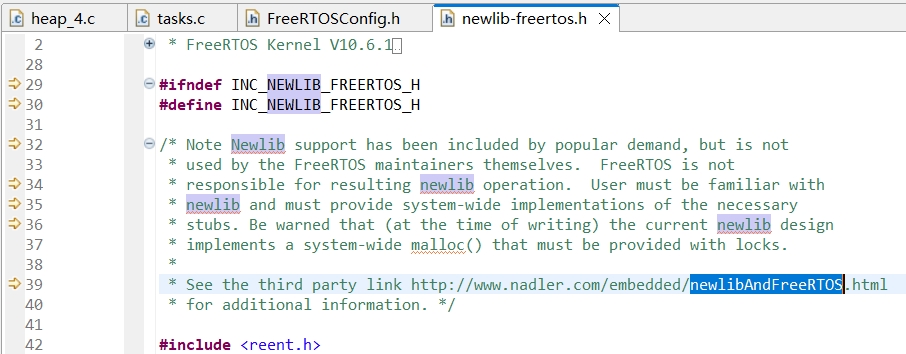 heap_4.c tasks.c FreeRTOSConfig.h newlib-freertos.h
2 * FreeRTOS Kernel V10.6.1
28
29 #ifndef INC_NEWLIB_FREERTOS_H
30 #define INC_NEWLIB_FREERTOS_H
31
32 /* Note Newlib support has been included by popular demand, but is not
33 * used by the FreeRTOS maintainers themselves.  FreeRTOS is not
34 * responsible for resulting newlib operation.  User must be familiar with
35 * newlib and must provide system-wide implementations of the necessary
36 * stubs. Be warned that (at the time of writing) the current newlib design
37 * implements a system-wide malloc() that must be provided with locks.
38 *
39 * See the third party link http://www.nadler.com/embedded/newlibAndFreeRTOS.html
40 * for additional information. */
41
42 #include <reent.h>